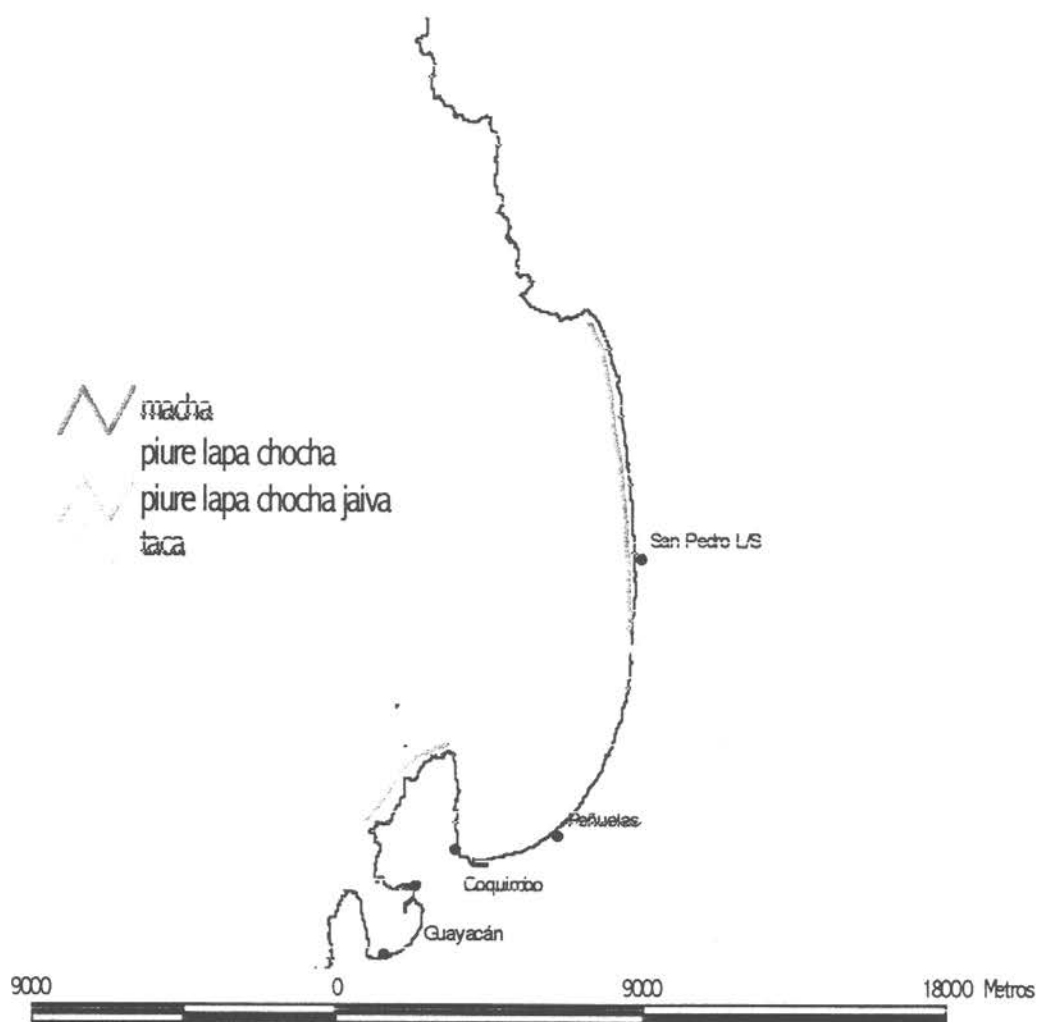 macha
piure lapa chocha
piure lapa chocha jaiva
taca
San Pedro L/S
Peñuelas
Coquimbo
Guayacán
9000 0 9000 18000 Metros